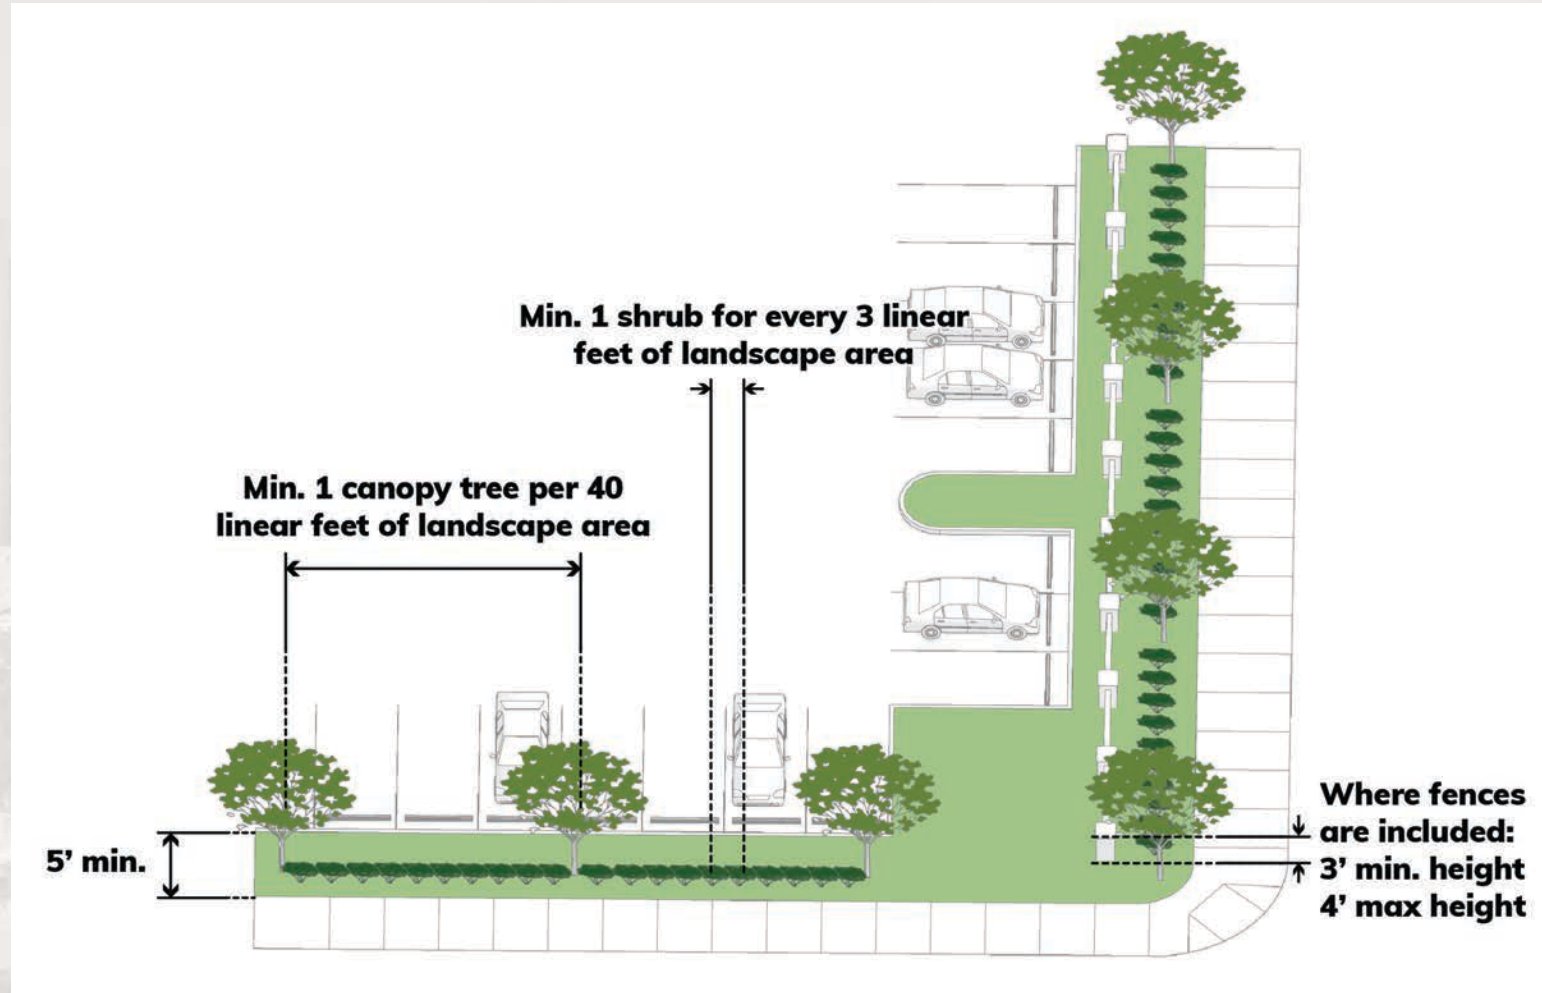 Min. 1 shrub for every 3 linear
feet of landscape area
Min. 1 canopy tree per 40
linear feet of landscape area
5’ min.
Where fences
are included:
3’ min. height
4’ max height